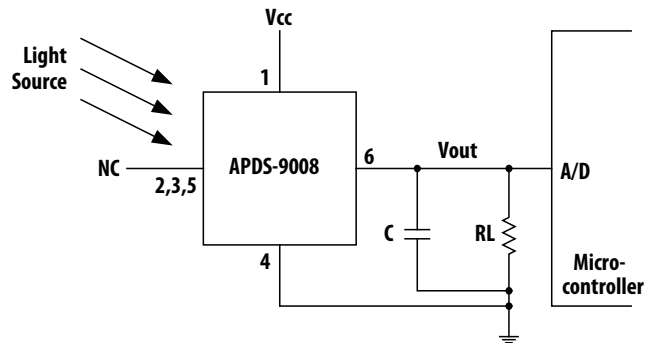 Vcc
Light
Source
1
NC
2,3,5
APDS-9008
6
Vout
A/D
C
RL
4
Micro-
controller